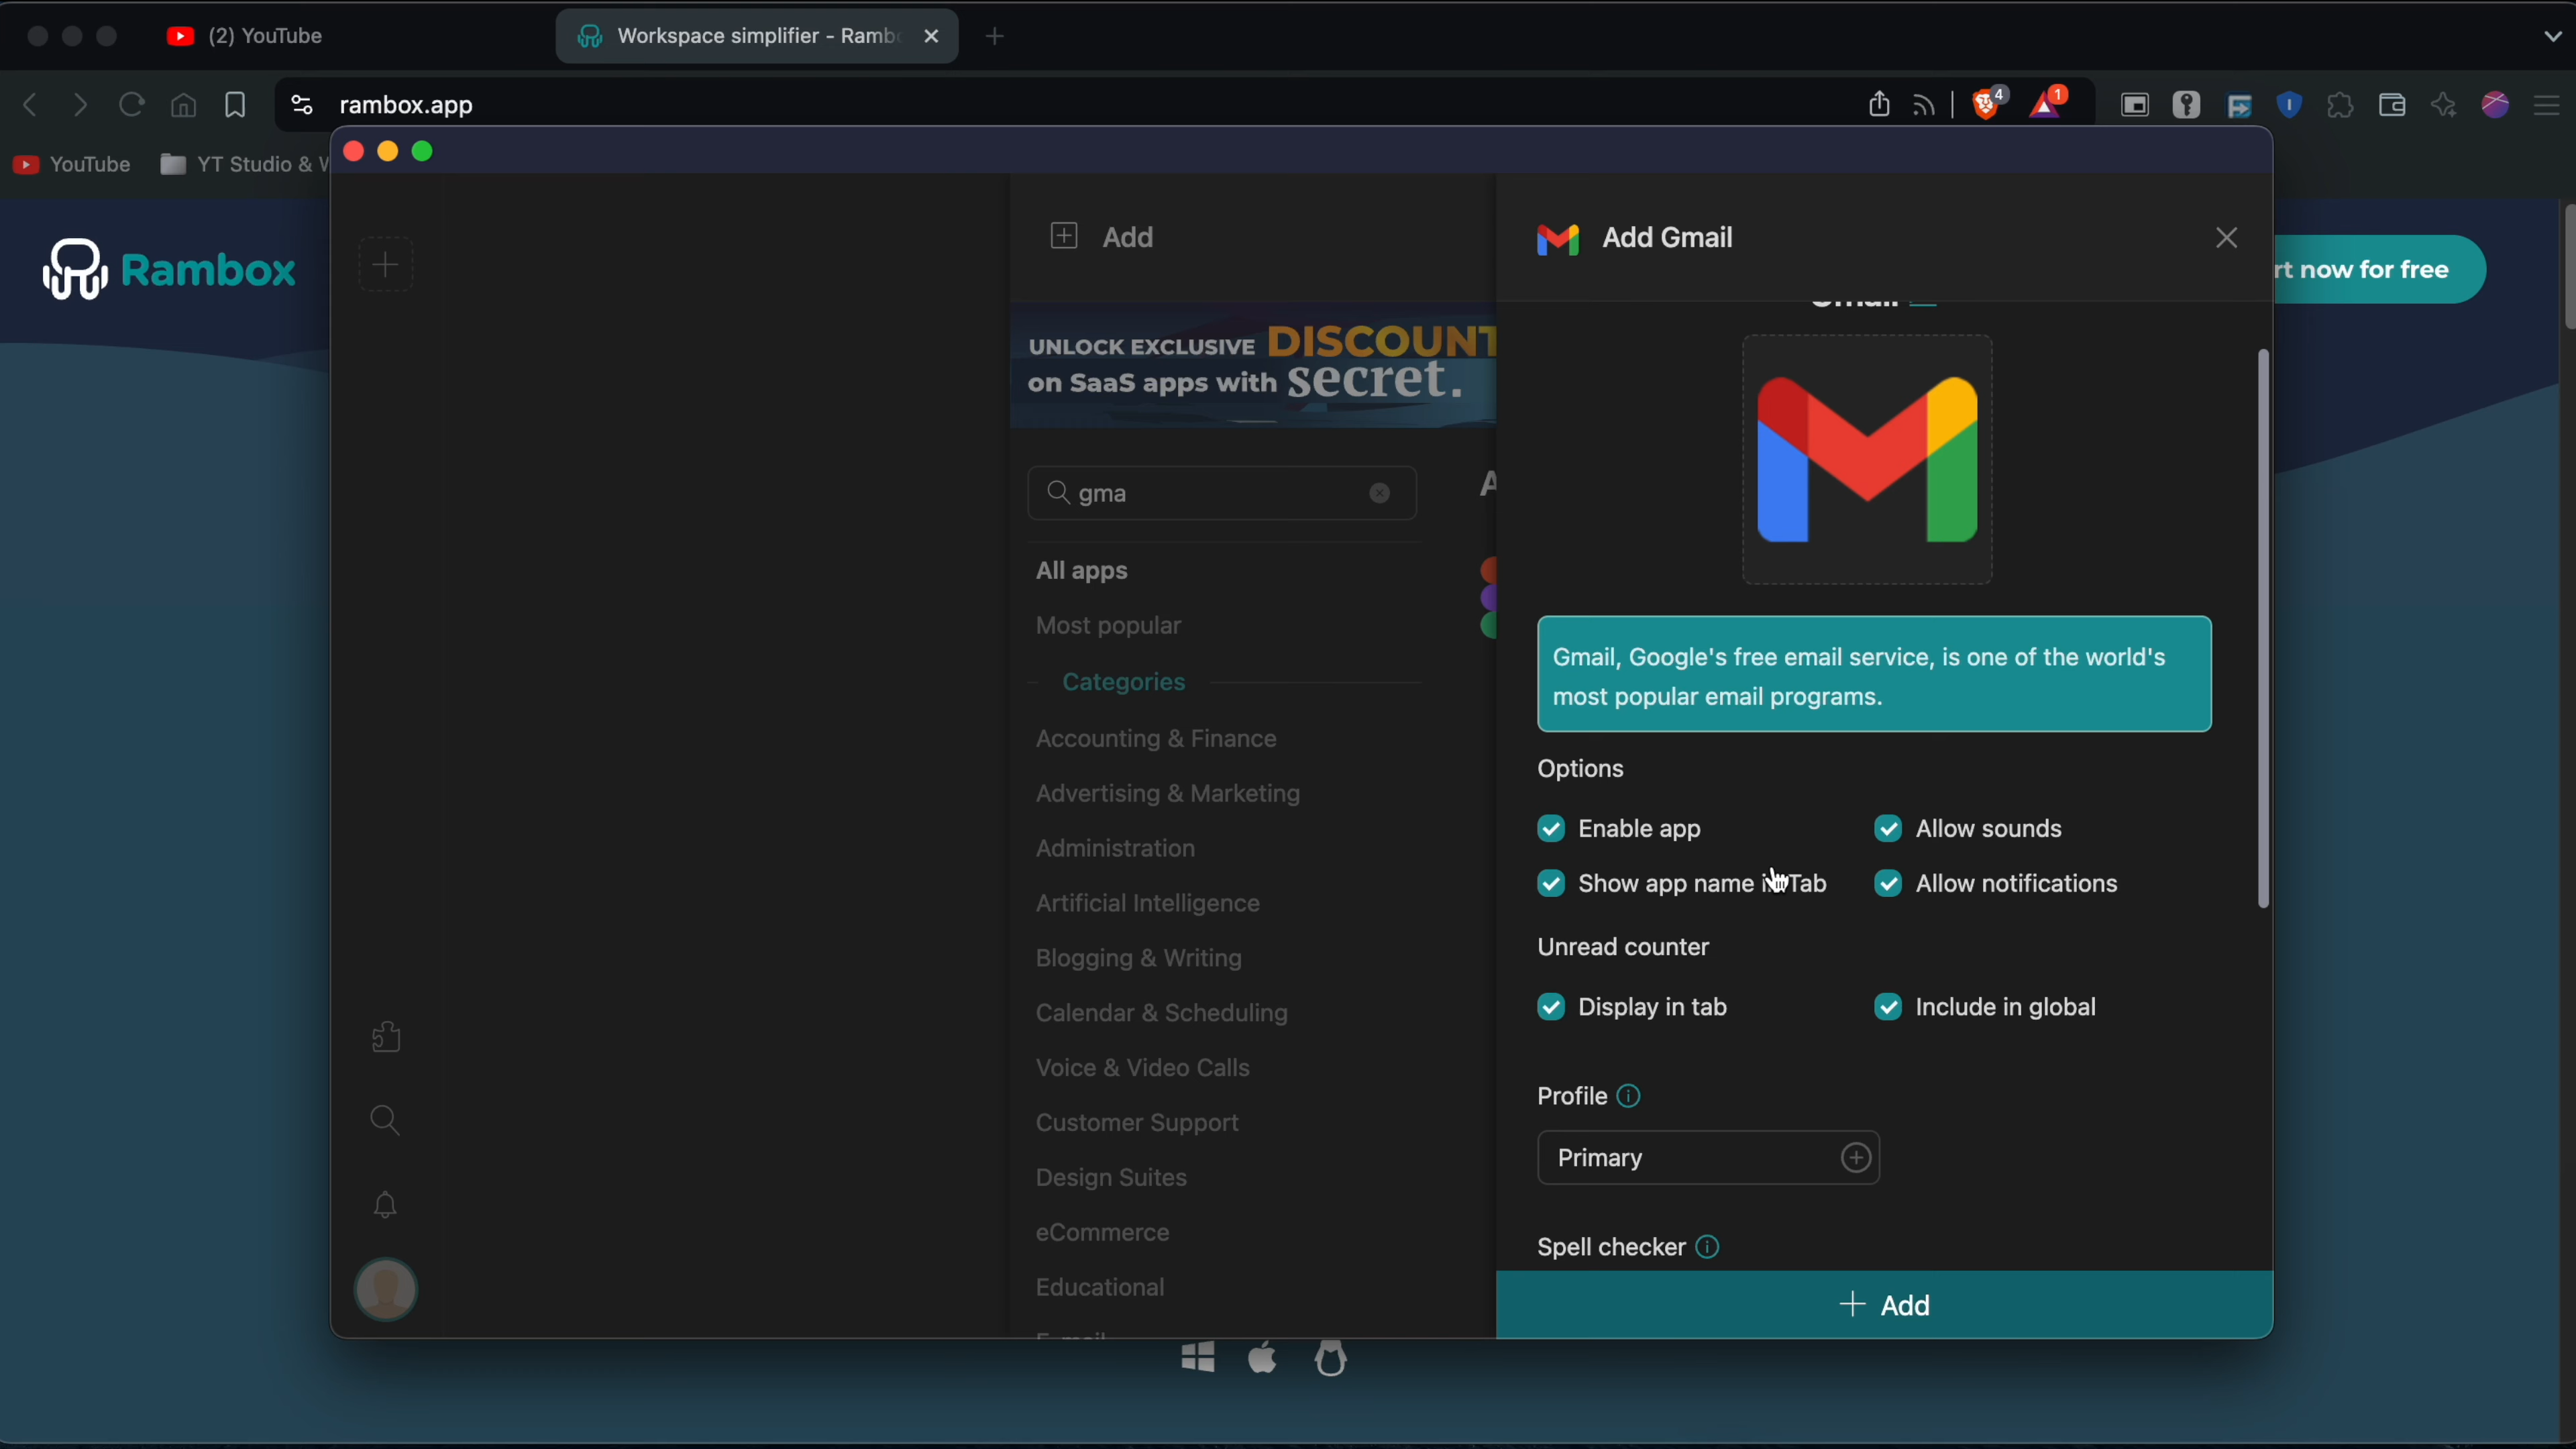 (2) YouTube
Workspace simplifier - Ramb
rambox.app
4
1
YouTube
YT Studio &
Rambox
rt now for free
Add
UNLOCK EXCLUSIVE DISCOUNT
on SaaS apps with secret.
gma
All apps
Most popular
Categories
Accounting & Finance
Advertising & Marketing
Administration
Artificial Intelligence
Blogging & Writing
Calendar & Scheduling
Voice & Video Calls
Customer Support
Design Suites
eCommerce
Educational
Add Gmail
Gmail, Google's free email service, is one of the world's
most popular email programs.
Options
Enable app
Allow sounds
Show app name in Tab
Allow notifications
Unread counter
Display in tab
Include in global
Profile
Primary
Spell checker
Add